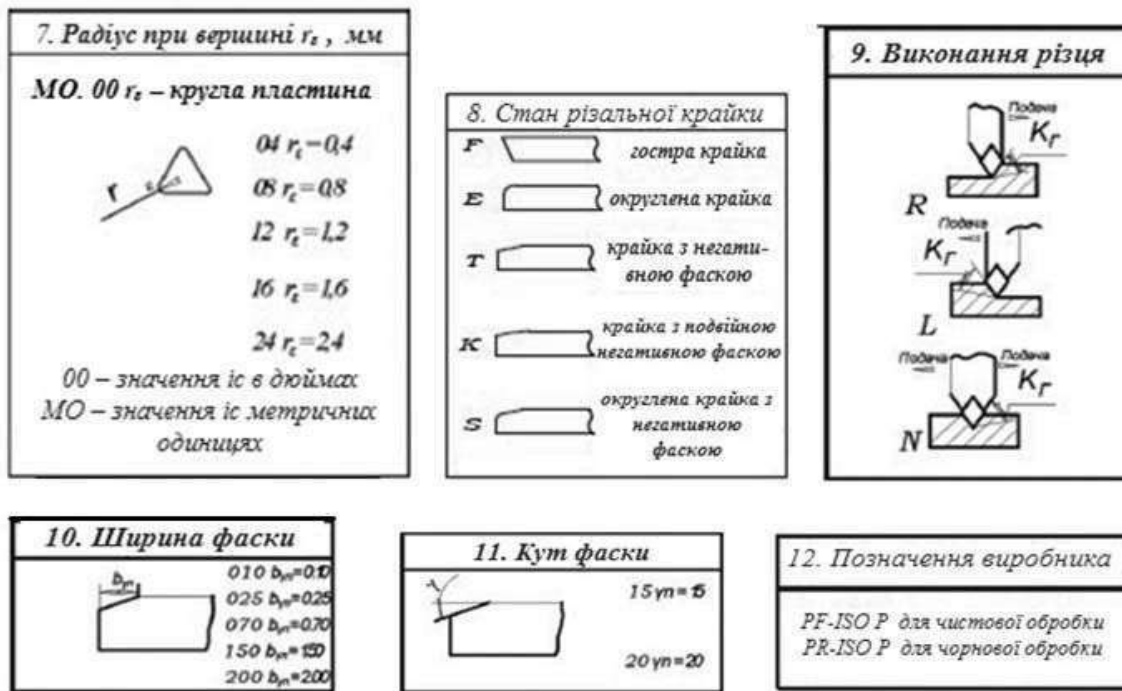 7. Радіус при вершині rε , мм
МО. 00 rε – кругла пластина
r
04 rε=0,4
08 rε=0,8
12 rε=1,2
16 rε=1,6
24 rε=2,4
00 – значення іс в дюймах
МО – значення іс метричних
одиницях
8. Стан різальної крайки
F гостра крайка
E округлена крайка
T крайка з негати-
вною фаскою
K крайка з подвійною
негативною фаскою
S округлена крайка з
негативною
фаскою
9. Виконання різця
Подача
Kr
R
Подача
Kr
L
Подача Подача
Kr
N
10. Ширина фаски
bγn
010 bγn=0.10
025 bγn=0.25
070 bγn=0.70
150 bγn=1.50
200 bγn=2.00
11. Кут фаски
γ
15 γn = 15
20 γn = 20
12. Позначення виробника
PF-ISO P для чистової обробки
PR-ISO P для чорнової обробки